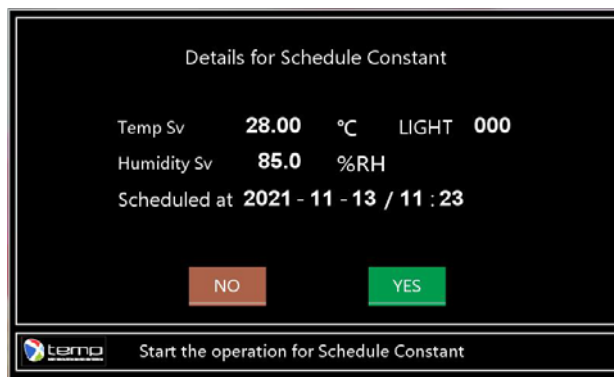 Details for Schedule Constant
Temp Sv 28.00 °C LIGHT 000
Humidity Sv 85.0 %RH
Scheduled at 2021 - 11 - 13 / 11 : 23
NO YES
temp Start the operation for Schedule Constant